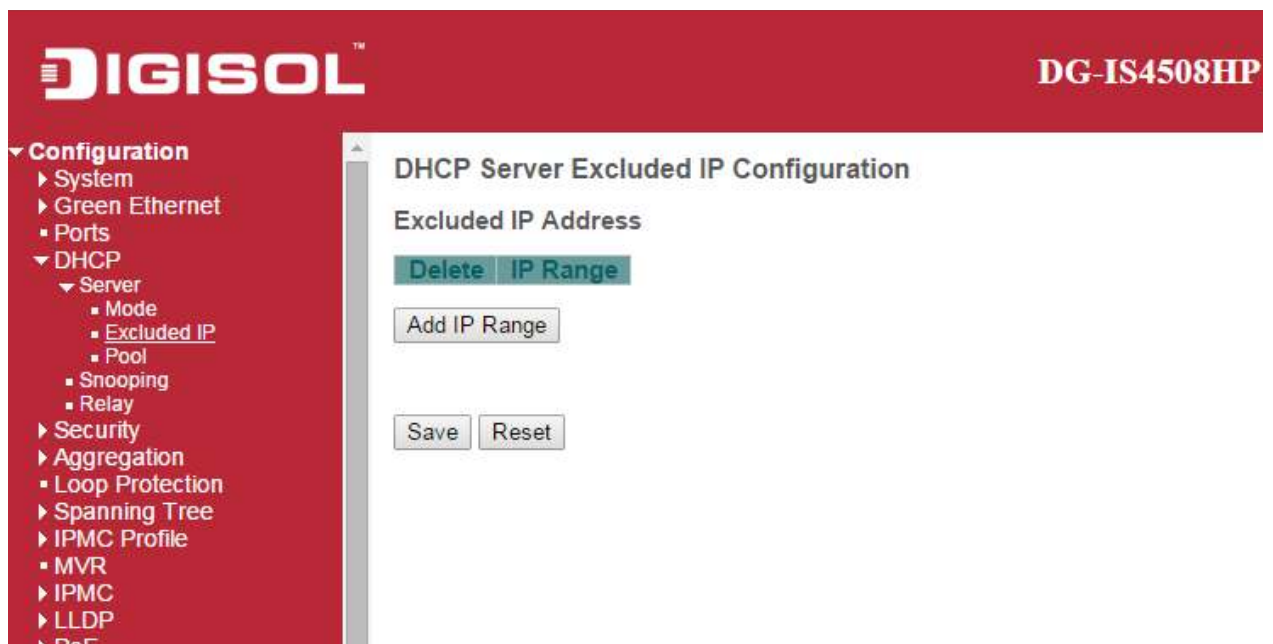 DIGISOL™
DG-IS4508HP
Configuration
System
Green Ethernet
Ports
DHCP
Server
Mode
Excluded IP
Pool
Snooping
Relay
Security
Aggregation
Loop Protection
Spanning Tree
IPMC Profile
MVR
IPMC
LLDP
PoE
DHCP Server Excluded IP Configuration
Excluded IP Address
Delete IP Range
Add IP Range
Save Reset